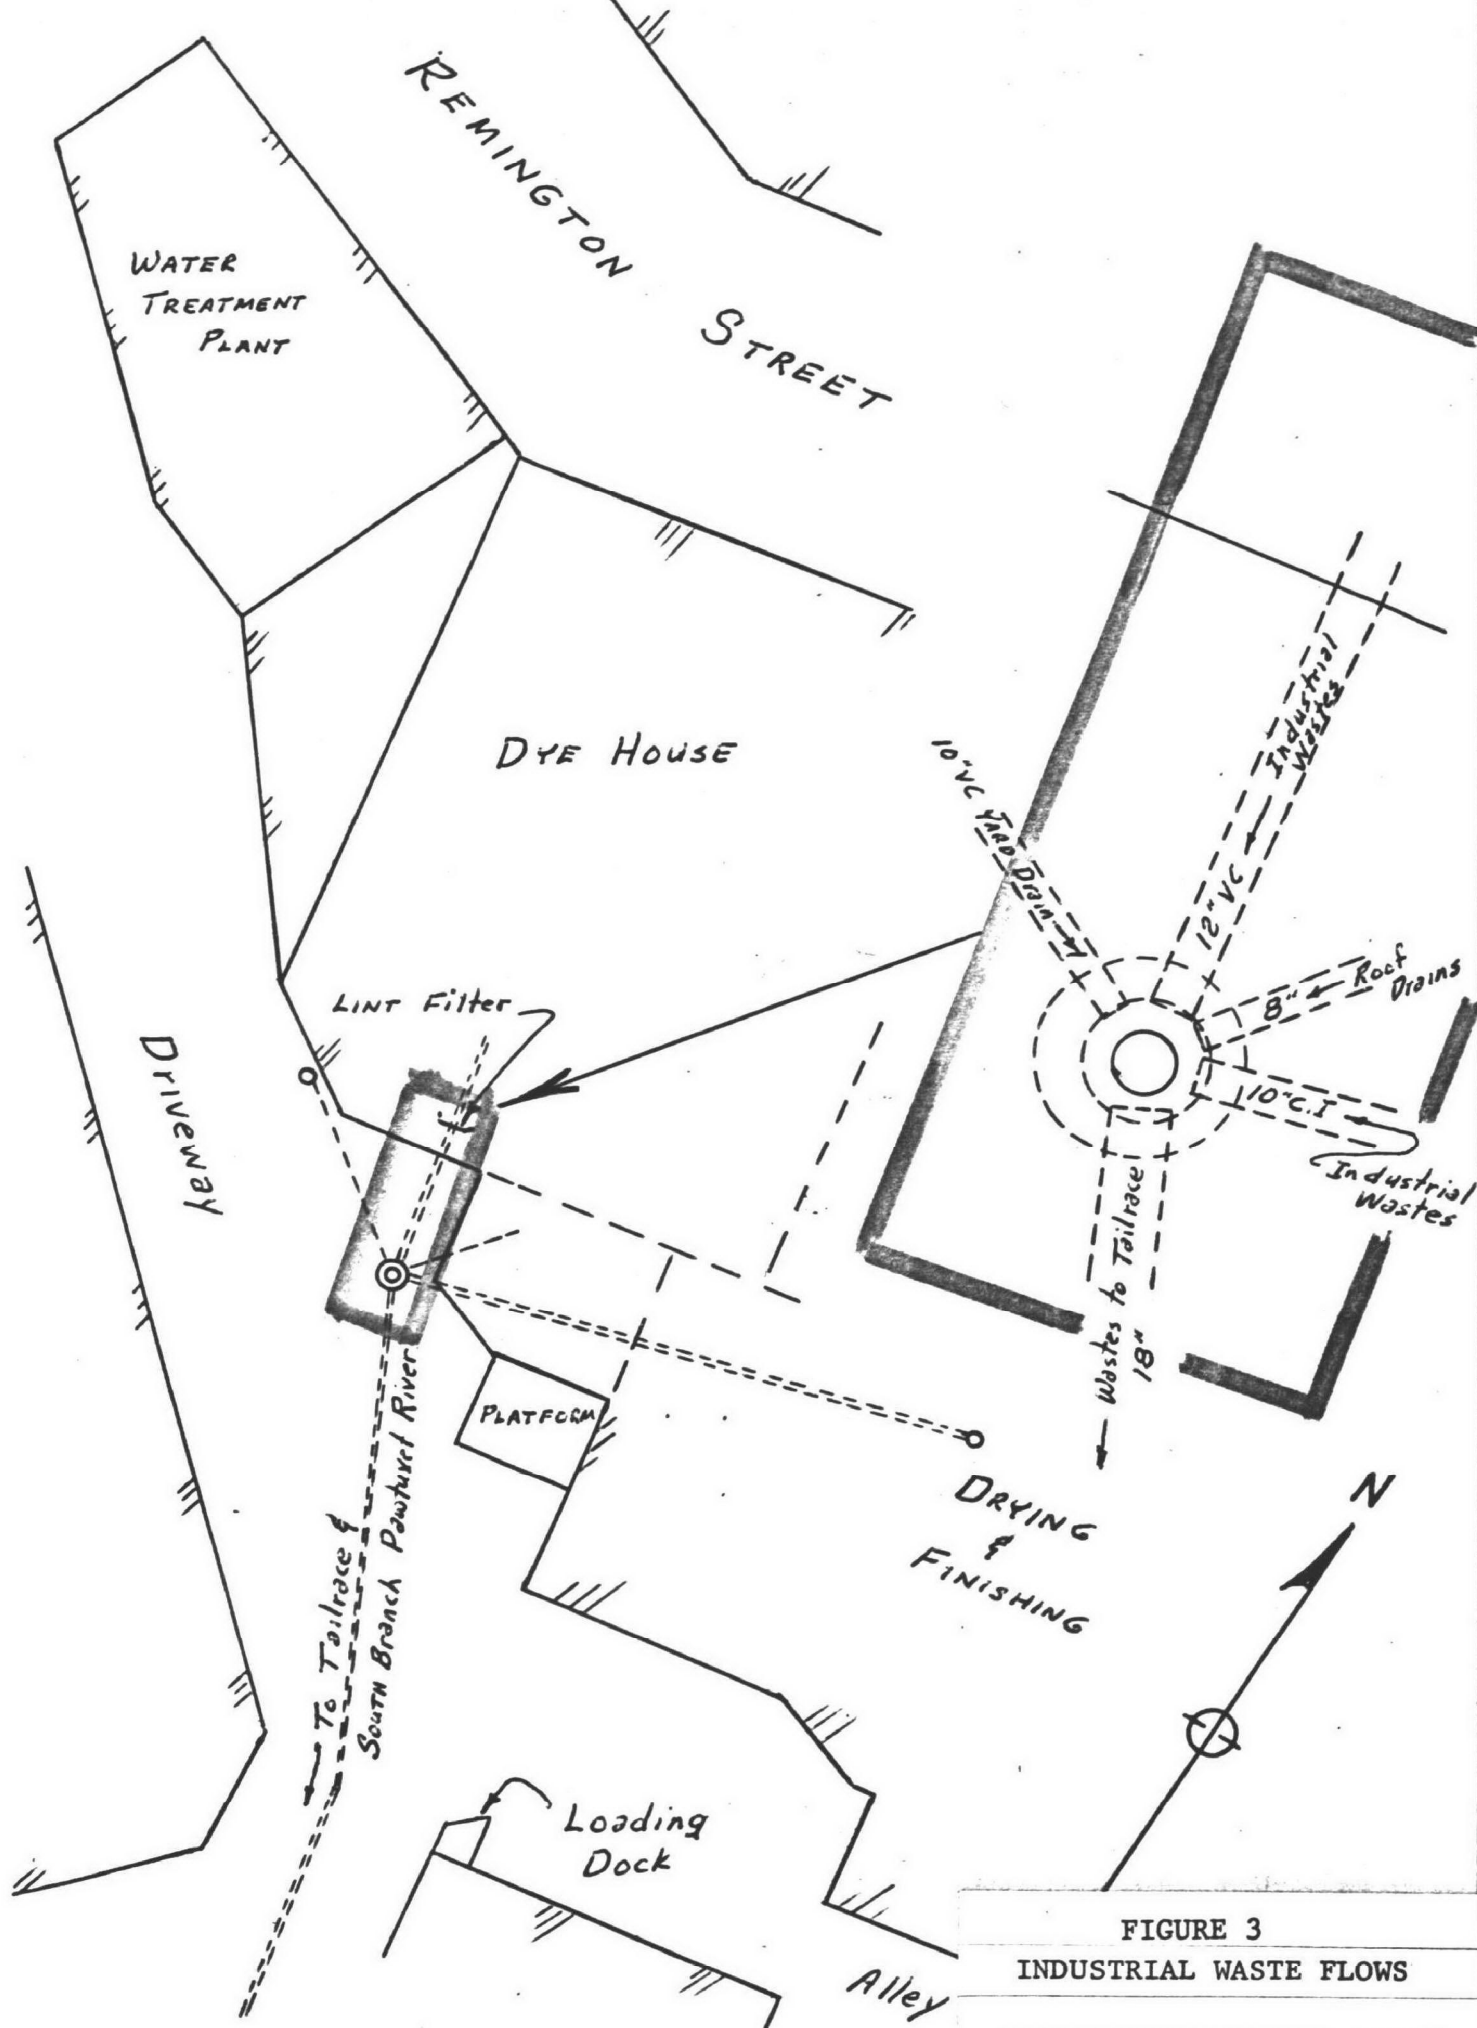 REMINGTON
STREET
WATER
TREATMENT
PLANT
DYE HOUSE
10" VC YARD Drain
Industrial
Wastes
12" VC
Roof
Drains
8"
10" C.I
Industrial
Wastes
Wastes to Tailrace
18"
LINT Filter
Driveway
PLATFORM
To Tailrace &
SOUTH Branch Pawtuxet River
DRYING
&
FINISHING
N
Loading
Dock
Alley
FIGURE 3
INDUSTRIAL WASTE FLOWS